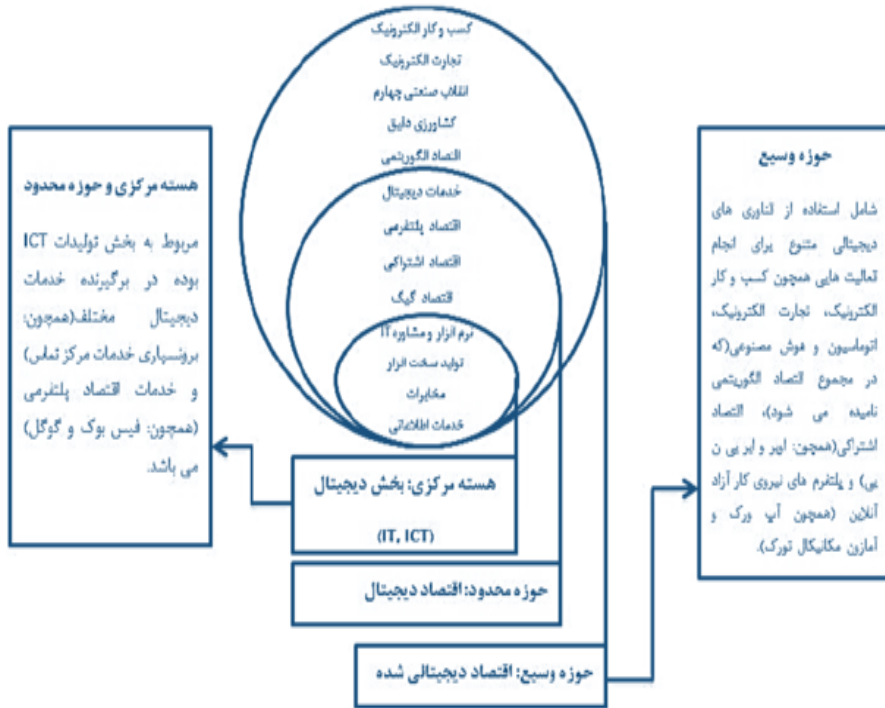 کسب و کار الکترونیک
تجارت الکترونیک
انقلاب صنعتی چهارم
کشاورزی دقیق
اقتصاد الگوریتمی
خدمات دیجیتال
اقتصاد پلتفرمی
اقتصاد اشتراکی
اقتصاد گیگ
نرم افزار و مشاوره IT
تولید سخت افزار
مخابرات
خدمات اطلاعاتی
حوزه وسیع
شامل استفاده از فناوری های
دیجیتالی متنوع برای انجام
فعالیت هایی همچون کسب و کار
الکترونیک، تجارت الکترونیک،
اتوماسیون و هوش مصنوعی(که
در مجموع اقتصاد الگوریتمی
نامیده می شود)، اقتصاد
اشتراکی(همچون: اوبر و ایر بی ن
بی) و پلتفرم های نیروی کار آزاد
آنلاین (همچون آپ ورک و
آمازون مکانیکال تورک).
هسته مرکزی و حوزه محدود
مربوط به بخش تولیدات ICT
بوده در برگیرنده خدمات
دیجیتال مختلف(همچون:
برونسپاری خدمات مرکز تماس)
و خدمات اقتصاد پلتفرمی
(همچون: فیس بوک و گوگل)
می باشد.
هسته مرکزی: بخش دیجیتال
(IT, ICT)
حوزه محدود: اقتصاد دیجیتال
حوزه وسیع: اقتصاد دیجیتالی شده